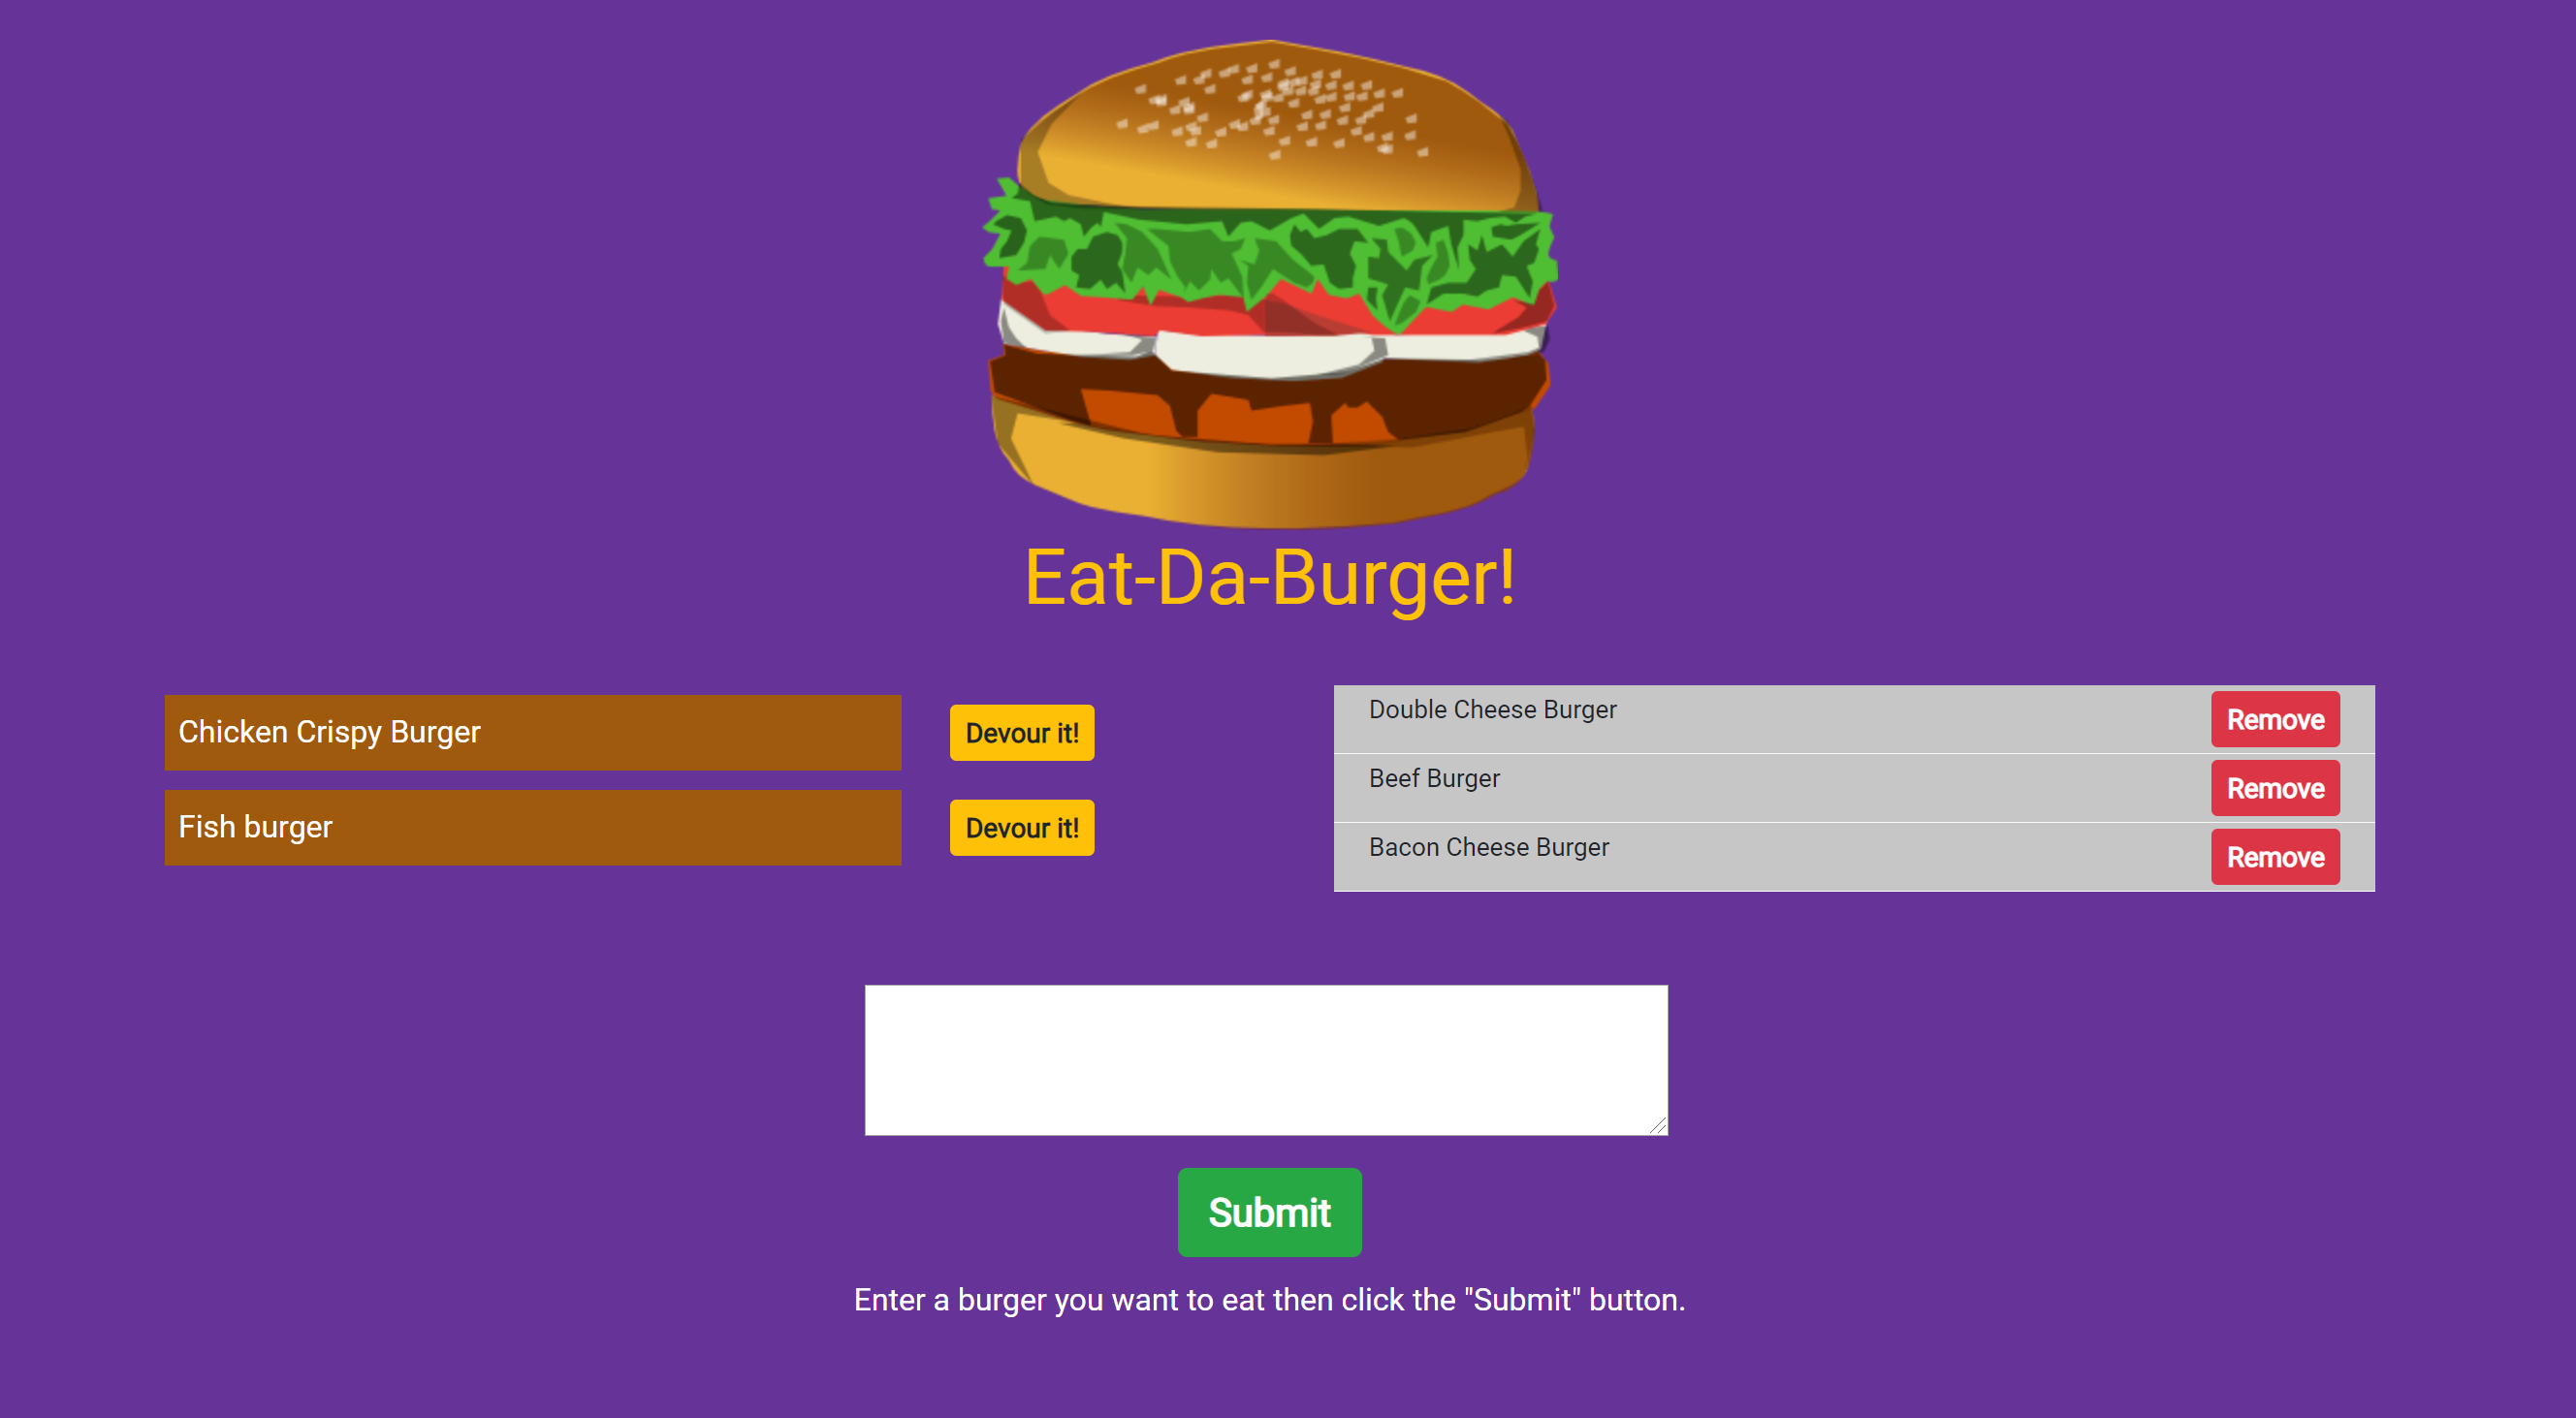 Eat-Da-Burger!
Chicken Crispy Burger
Devour it!
Fish burger
Devour it!
Double Cheese Burger
Remove
Beef Burger
Remove
Bacon Cheese Burger
Remove
Submit
Enter a burger you want to eat then click the "Submit" button.